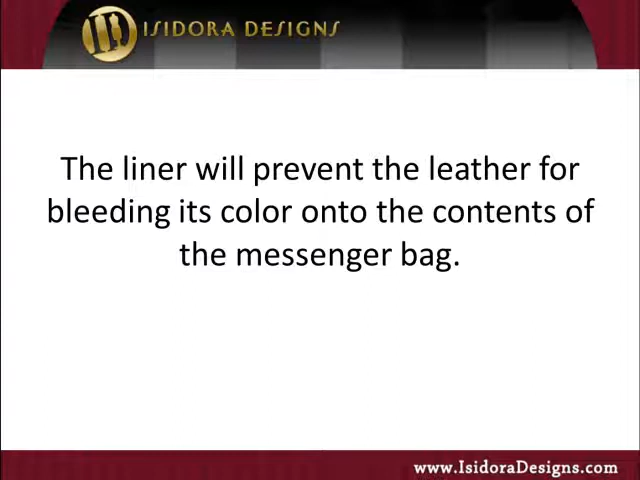 ISIDORA DESIGNS
The liner will prevent the leather for
bleeding its color onto the contents of
the messenger bag.
www.IsidoraDesigns.com